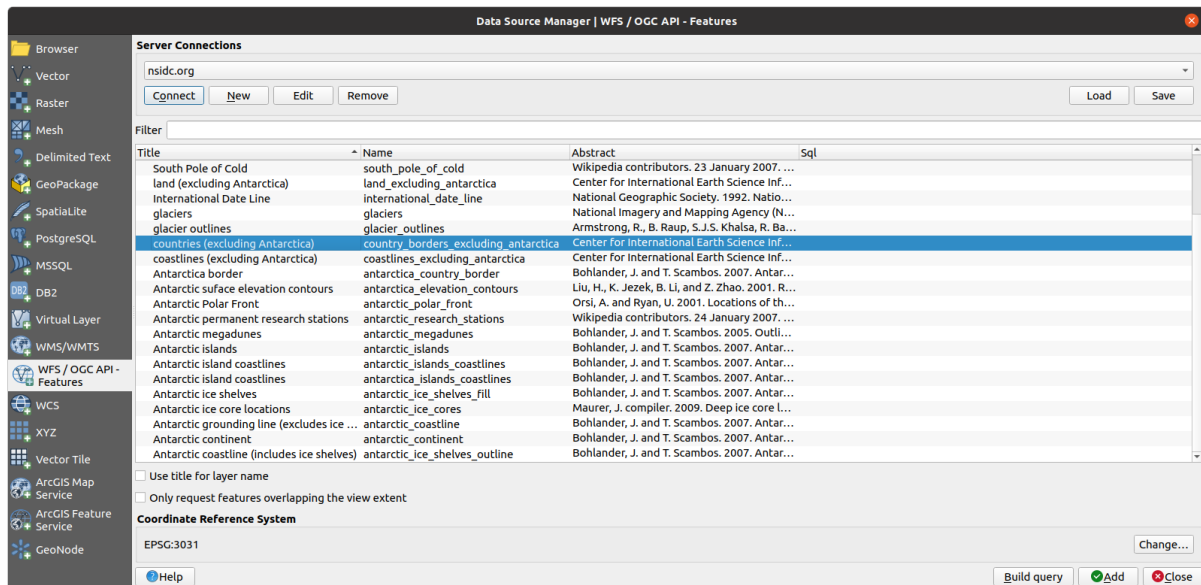 Data Source Manager | WFS / OGC API - Features
Browser
Vector
Raster
Mesh
Delimited Text
GeoPackage
SpatiaLite
PostgreSQL
MSSQL
DB2 DB2
Virtual Layer
WMS/WMTS
WFS / OGC API -
Features
WCS
XYZ
Vector Tile
ArcGIS Map
Service
ArcGIS Feature
Service
GeoNode
Server Connections
nsidc.org
Connect New Edit Remove Load Save
Filter
Title Name Abstract Sql
South Pole of Cold south_pole_of_cold Wikipedia contributors. 23 January 2007. ...
land (excluding Antarctica) land_excluding_antarctica Center for International Earth Science Inf...
International Date Line international_date_line National Geographic Society. 1992. Natio...
glaciers glaciers National Imagery and Mapping Agency (N...
glacier outlines glacier_outlines Armstrong, R., B. Raup, S.J.S. Khalsa, R. Ba...
countries (excluding Antarctica) country_borders_excluding_antarctica Center for International Earth Science Inf...
coastlines (excluding Antarctica) coastlines_excluding_antarctica Center for International Earth Science Inf...
Antarctica border antarctica_country_border Bohlander, J. and T. Scambos. 2007. Antar...
Antarctic suface elevation contours antarctica_elevation_contours Liu, H., K. Jezek, B. Li, and Z. Zhao. 2001. R...
Antarctic Polar Front antarctic_polar_front Orsi, A. and Ryan, U. 2001. Locations of th...
Antarctic permanent research stations antarctic_research_stations Wikipedia contributors. 24 January 2007. ...
Antarctic megadunes antarctic_megadunes Bohlander, J. and T. Scambos. 2005. Outli...
Antarctic islands antarctic_islands Bohlander, J. and T. Scambos. 2007. Antar...
Antarctic island coastlines antarctic_islands_coastlines Bohlander, J. and T. Scambos. 2007. Antar...
Antarctic island coastlines antarctica_islands_coastlines Bohlander, J. and T. Scambos. 2007. Antar...
Antarctic ice shelves antarctic_ice_shelves_fill Bohlander, J. and T. Scambos. 2007. Antar...
Antarctic ice core locations antarctic_ice_cores Maurer, J. compiler. 2009. Deep ice core l...
Antarctic grounding line (excludes ice ... antarctic_coastline Bohlander, J. and T. Scambos. 2007. Antar...
Antarctic continent antarctic_continent Bohlander, J. and T. Scambos. 2007. Antar...
Antarctic coastline (includes ice shelves) antarctic_ice_shelves_outline Bohlander, J. and T. Scambos. 2007. Antar...
Use title for layer name
Only request features overlapping the view extent
Coordinate Reference System
EPSG:3031 Change...
Help Build query Add Close